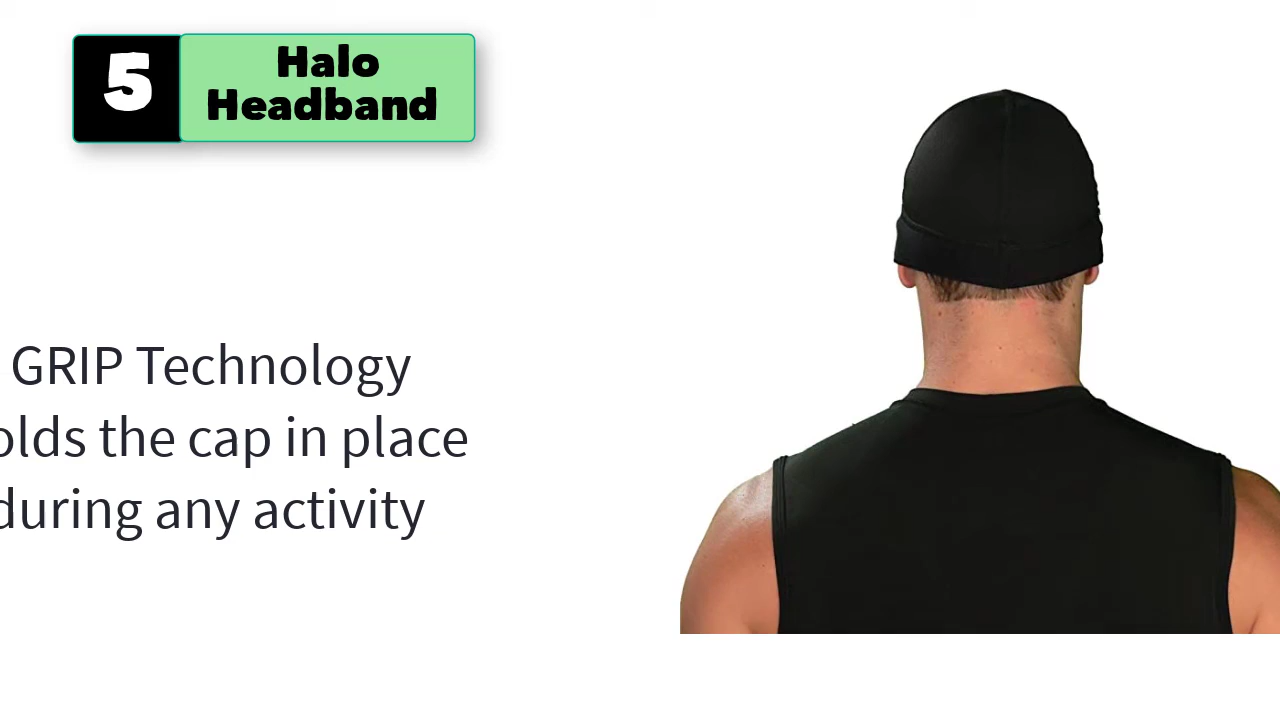 5
Halo
Headband
GRIP Technology
olds the cap in place
during any activity